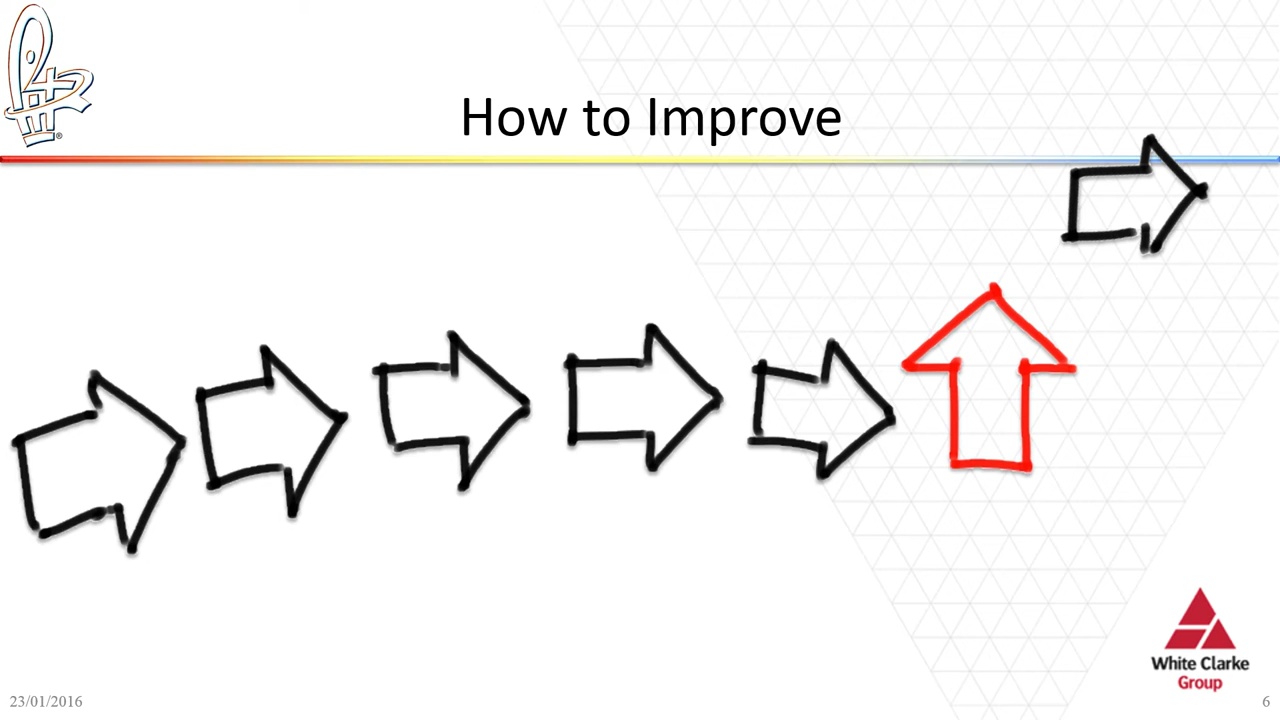 How to Improve
White Clarke
Group
23/01/2016
6